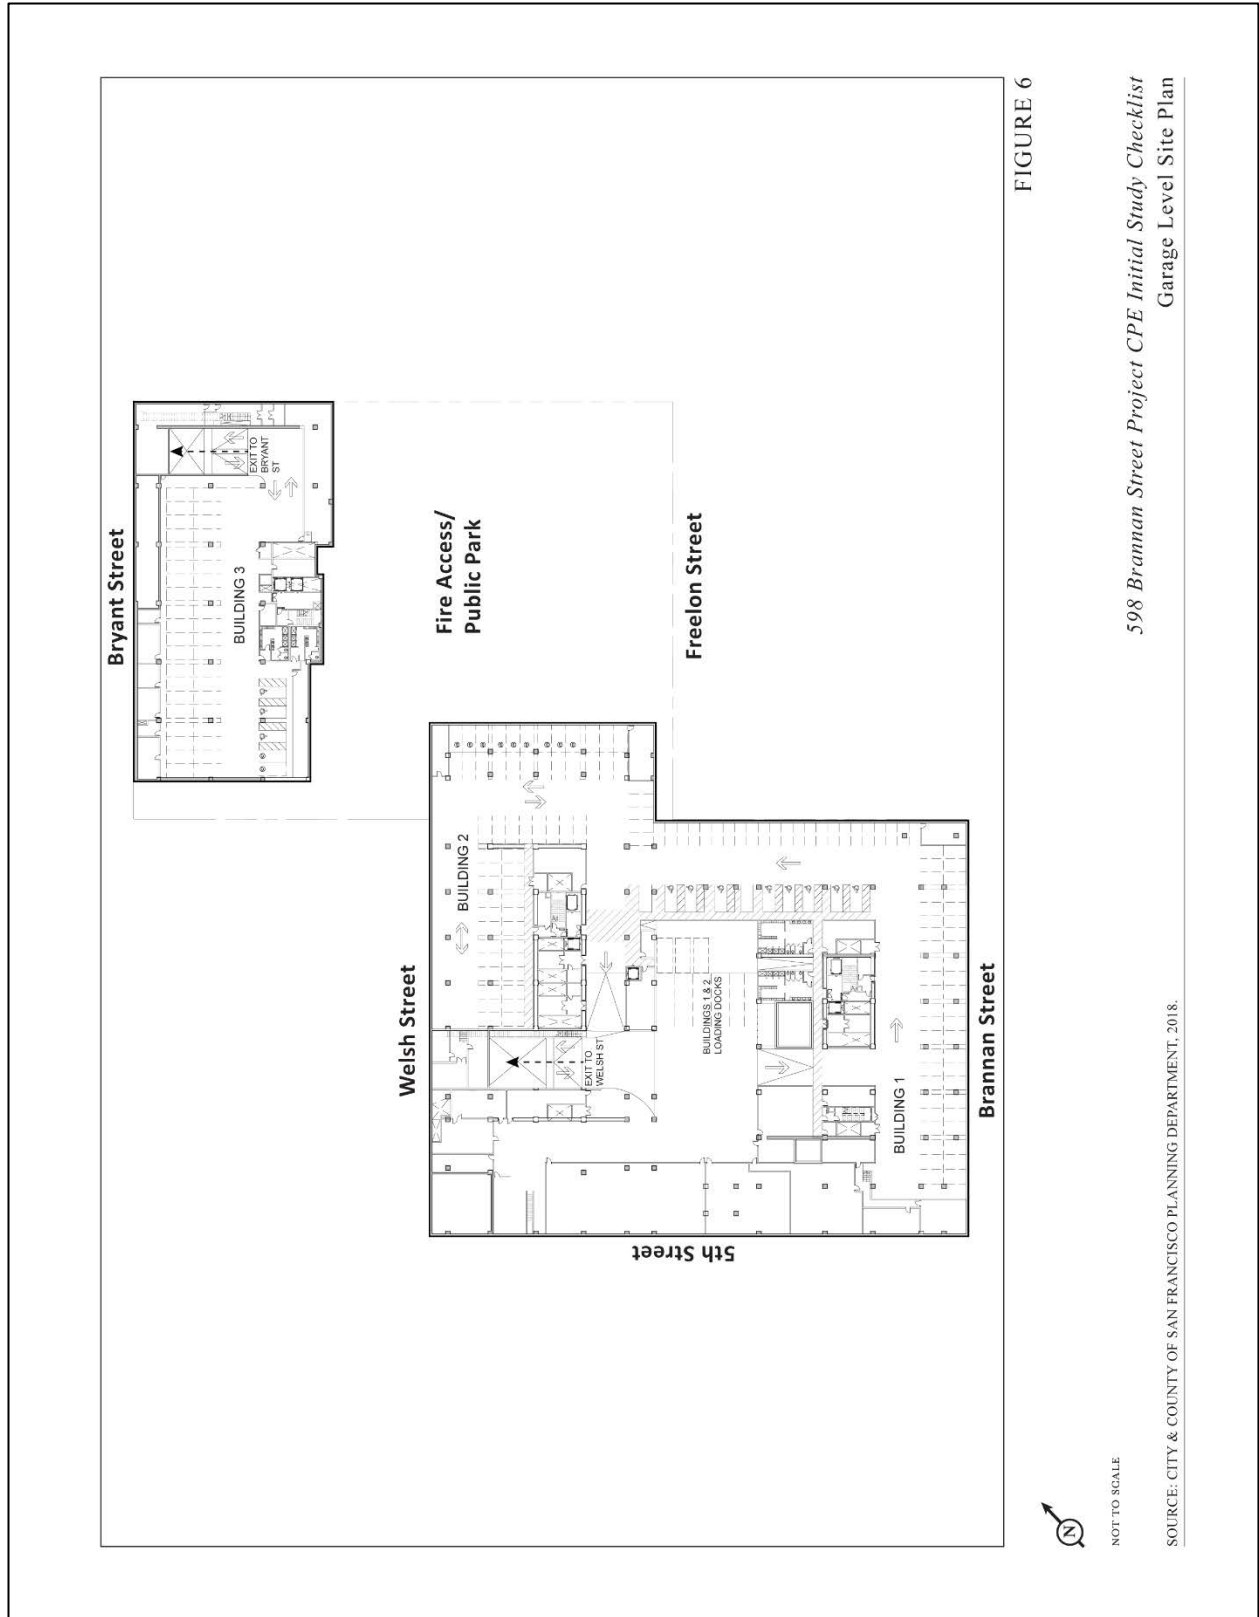 Bryant Street
BUILDING 3
EXIT TO
BRYANT
ST
Fire Access/
Public Park
Freelon Street
Welsh Street
BUILDING 2
EXIT TO
WELSH ST
BUILDINGS 1 & 2
LOADING DOCKS
BUILDING 1
5th Street
Brannan Street
N
NOT TO SCALE
FIGURE 6
598 Brannan Street Project CPE Initial Study Checklist
Garage Level Site Plan
SOURCE: CITY & COUNTY OF SAN FRANCISCO PLANNING DEPARTMENT, 2018.